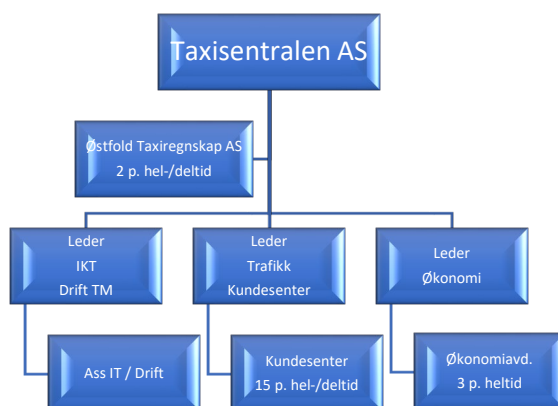 Taxisentralen AS
Østfold Taxiregnskap AS
2 p. hel-/deltid
Leder
IKT
Drift TM
Leder
Trafikk
Kundesenter
Leder
Økonomi
Ass IT / Drift
Kundesenter
15 p. hel-/deltid
Økonomiavd.
3 p. heltid